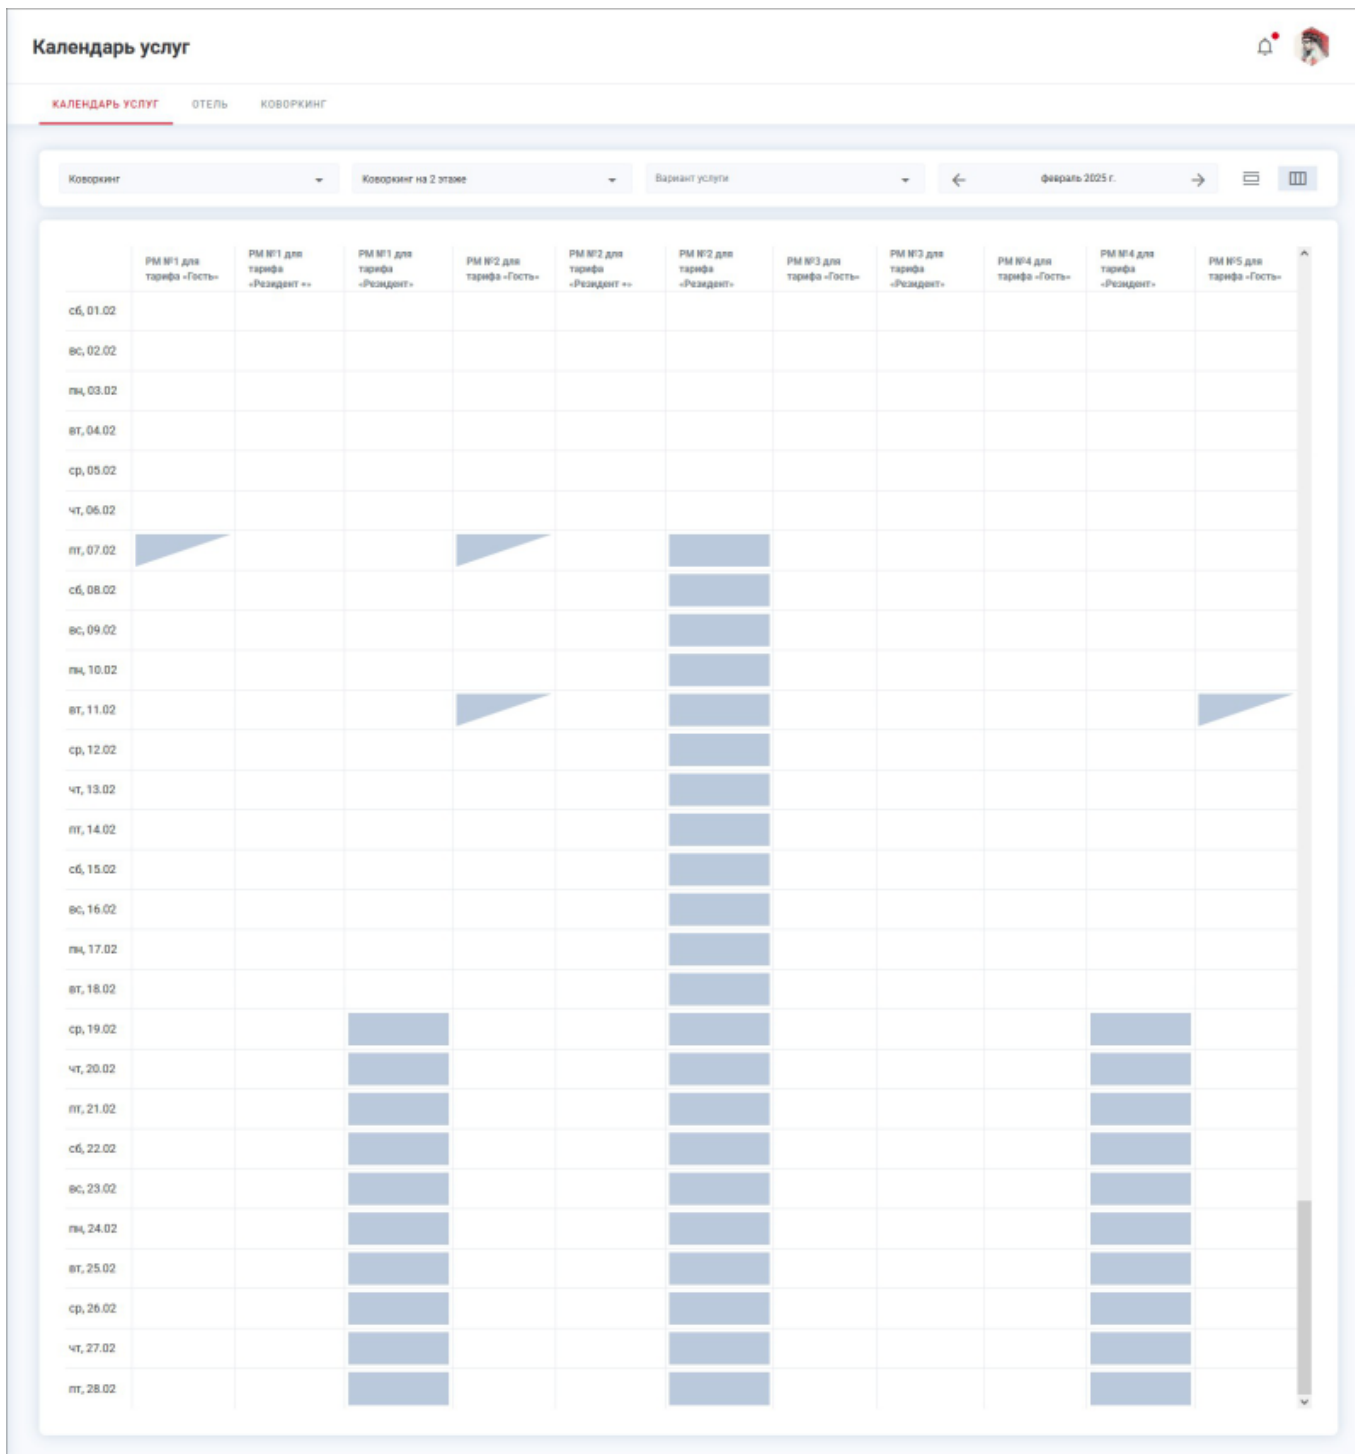 Календарь услуг
КАЛЕНДАРЬ УСЛУГ ОТЕЛЬ КОВОРКИНГ
Коворкинг Коворкинг на 2 этаже Вариант услуги февраль 2025 г.
РМ №1 для
тарифа «Гость»
РМ №1 для
тарифа
«Резидент +»
РМ №1 для
тарифа
«Резидент»
РМ №2 для
тарифа «Гость»
РМ №2 для
тарифа
«Резидент +»
РМ №2 для
тарифа
«Резидент»
РМ №3 для
тарифа «Гость»
РМ №3 для
тарифа
«Резидент»
РМ №4 для
тарифа «Гость»
РМ №4 для
тарифа
«Резидент»
РМ №5 для
тарифа «Гость»
сб, 01.02
вс, 02.02
пн, 03.02
вт, 04.02
ср, 05.02
чт, 06.02
пт, 07.02
сб, 08.02
вс, 09.02
пн, 10.02
вт, 11.02
ср, 12.02
чт, 13.02
пт, 14.02
сб, 15.02
вс, 16.02
пн, 17.02
вт, 18.02
ср, 19.02
чт, 20.02
пт, 21.02
сб, 22.02
вс, 23.02
пн, 24.02
вт, 25.02
ср, 26.02
чт, 27.02
пт, 28.02